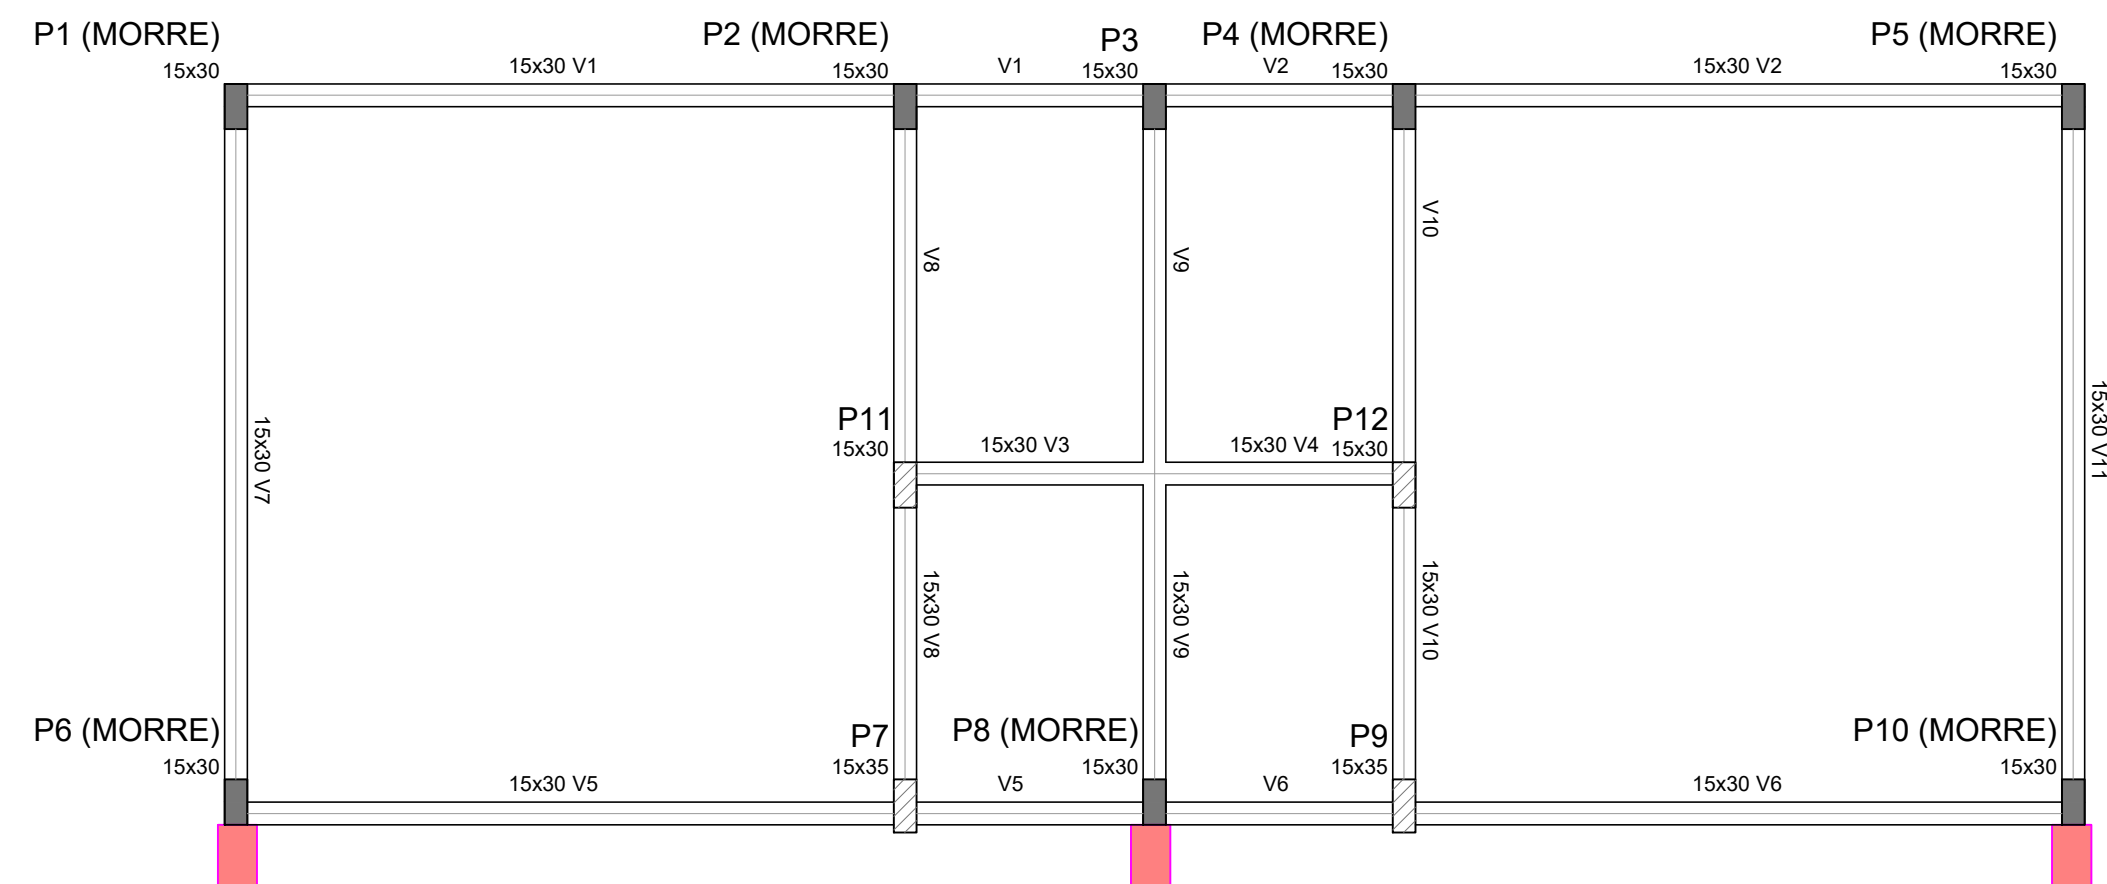 P1 (MORRE)
15x30
15x30 V1
P2 (MORRE)
15x30
V1
P3
15x30
V2
P4 (MORRE)
15x30
15x30 V2
P5 (MORRE)
15x30
V8
V9
V10
15x30 V7
P11
15x30
15x30 V3
15x30 V4
P12
15x30
15x30 V11
15x30 V8
15x30 V9
15x30 V10
P6 (MORRE)
15x30
15x30 V5
P7
15x35
V5
P8 (MORRE)
15x30
V6
P9
15x35
15x30 V6
P10 (MORRE)
15x30